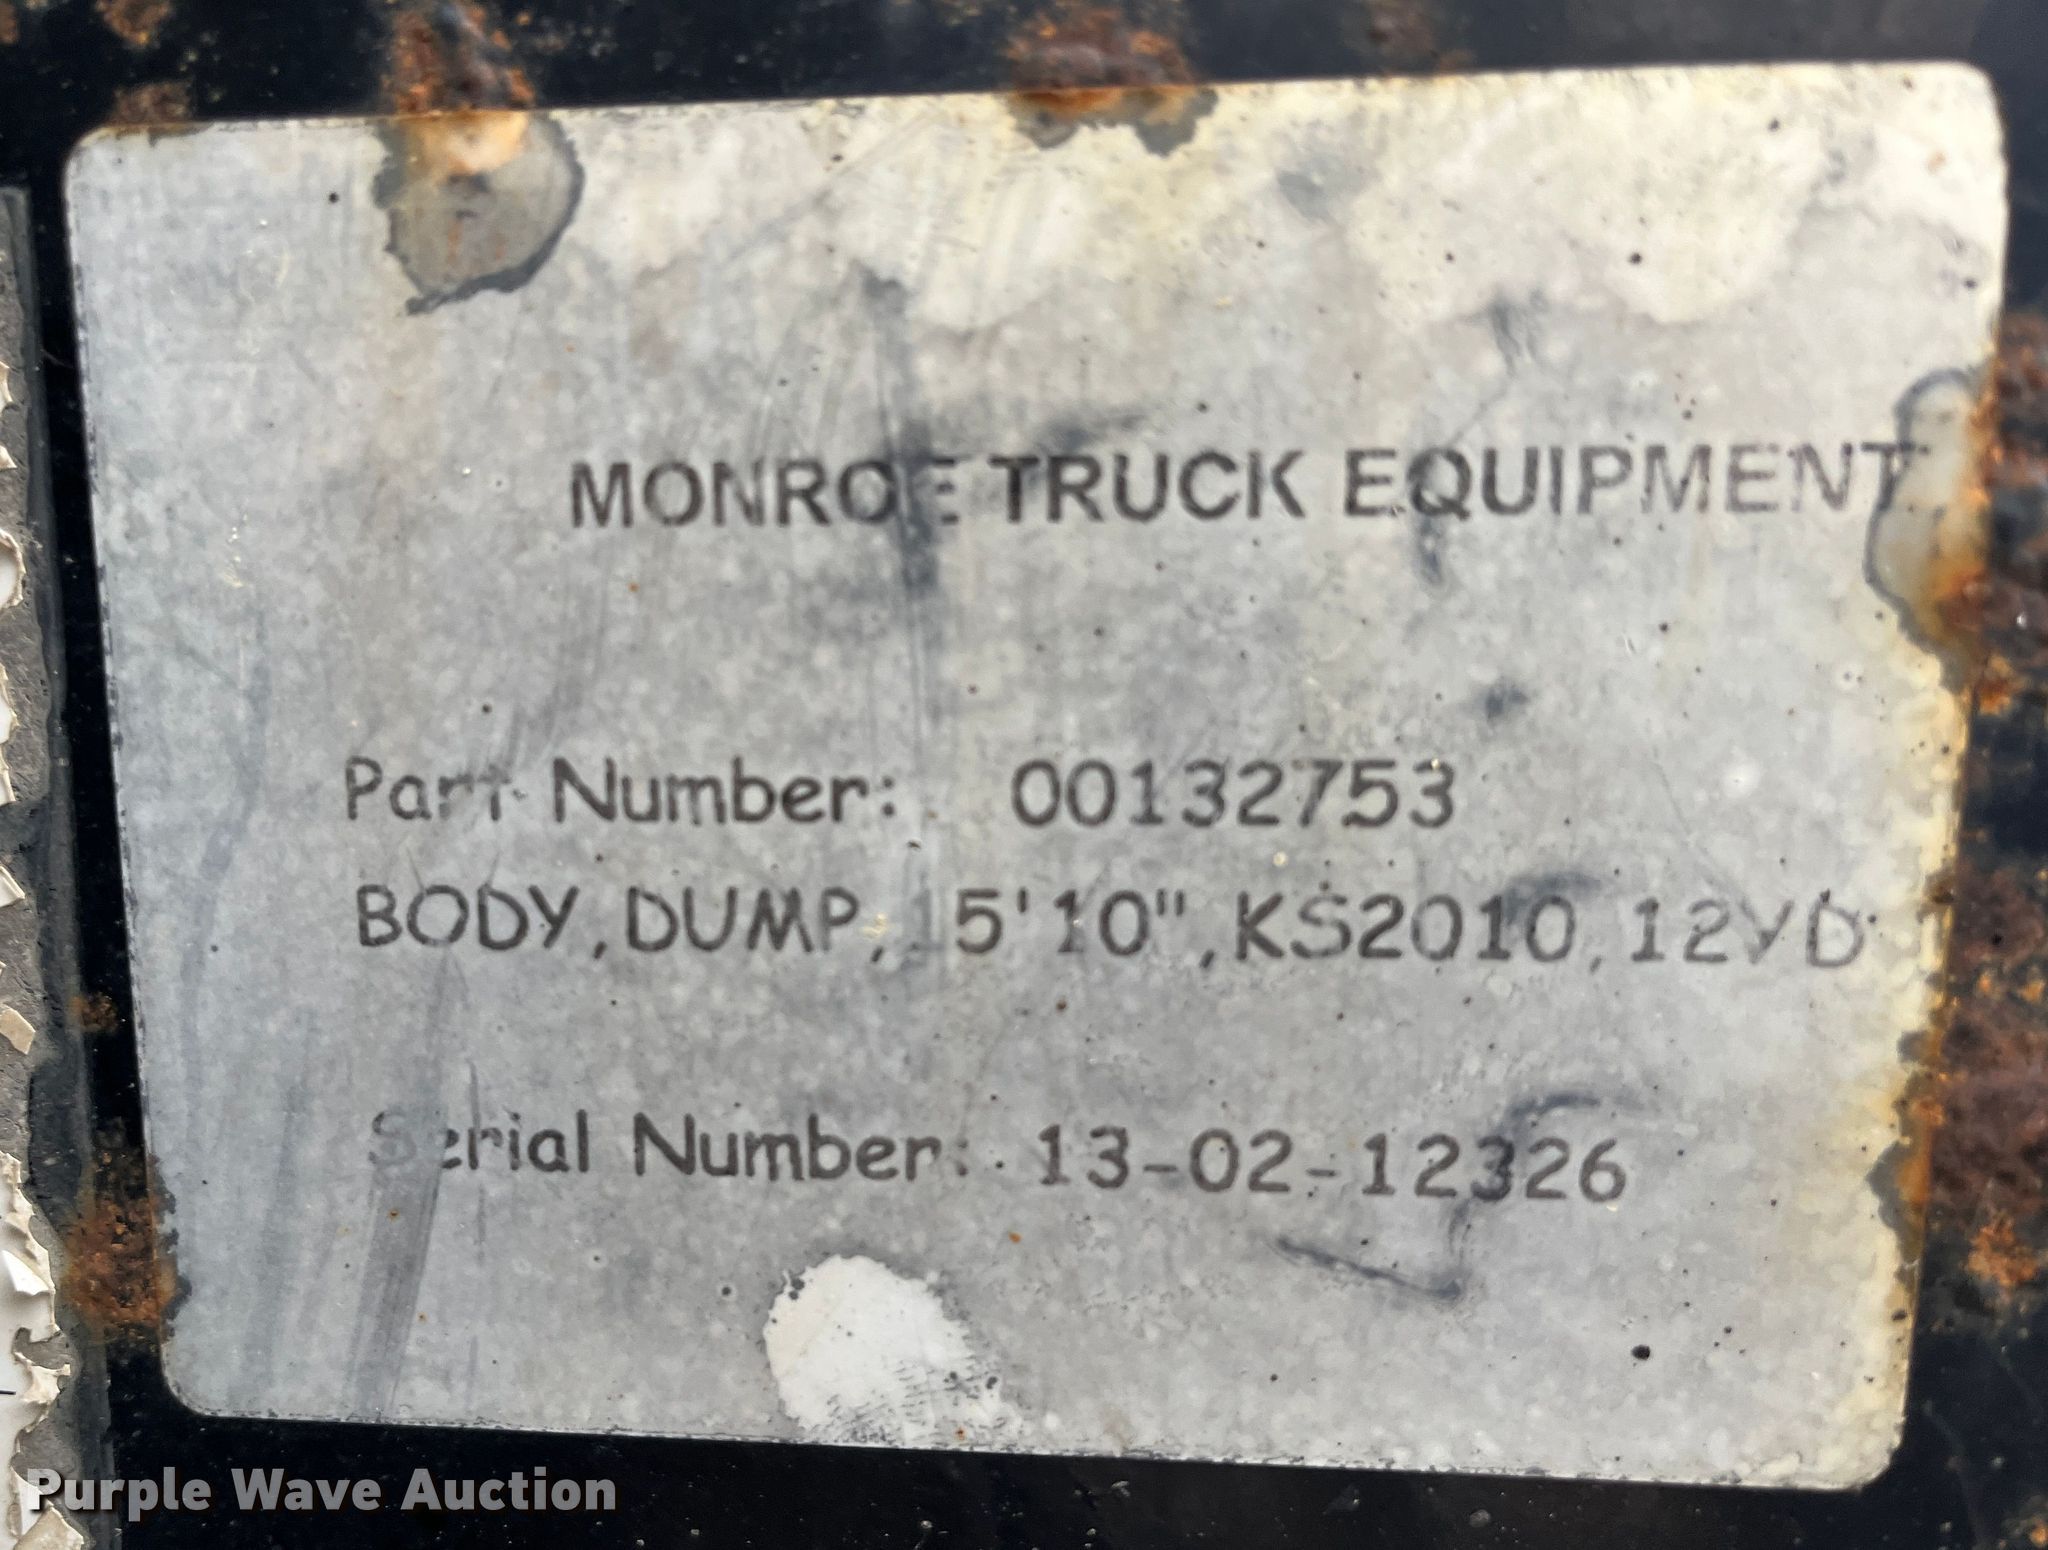 MONROE TRUCK EQUIPMENT
Part Number: 00132753
BODY,DUMP,15'10",KS2010,12YD
Serial Number: 13-02-12326
Purple Wave Auction